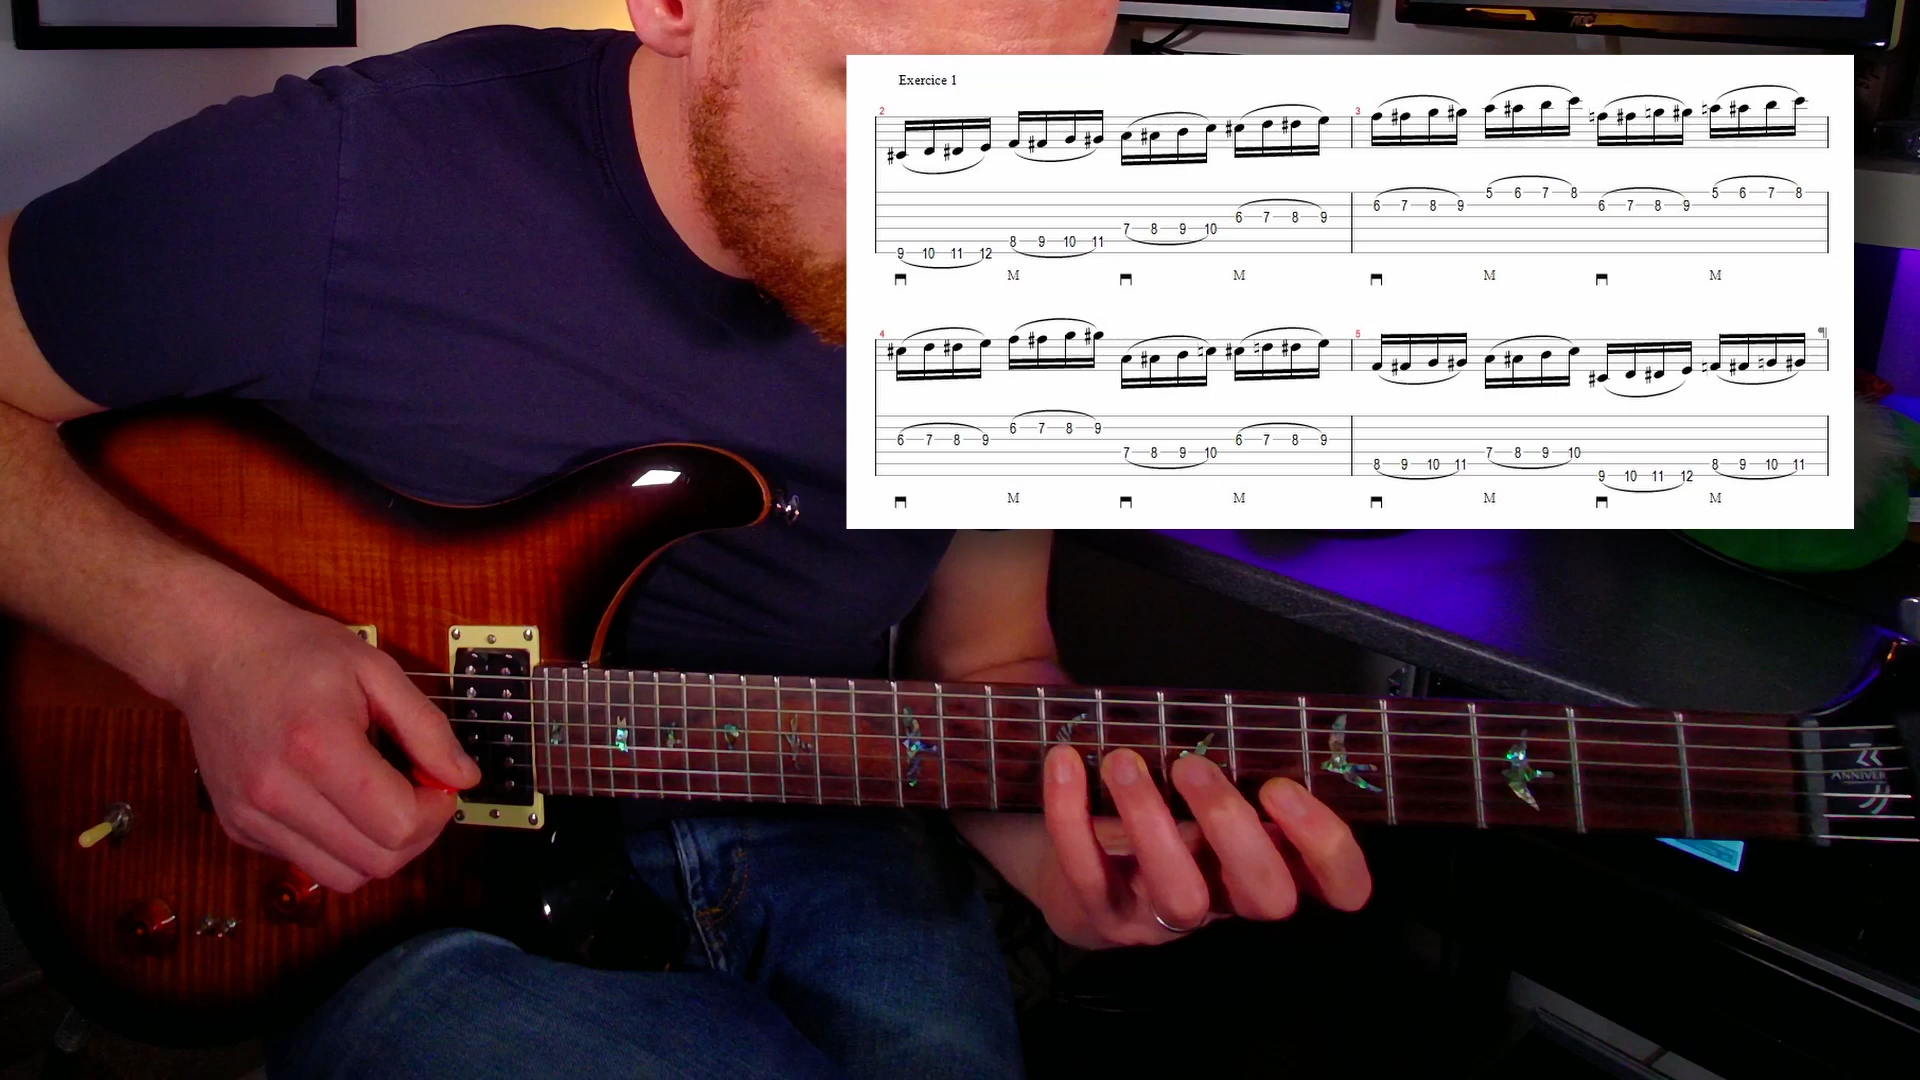 Exercice 1
2 3
5 6 7 8 5 6 7 8
6 7 8 9 6 7 8 9
6 7 8 9
7 8 9 10
8 9 10 11
9 10 11 12
M M M M
4 5
6 7 8 9
6 7 8 9 6 7 8 9
7 8 9 10 7 8 9 10
8 9 10 11 8 9 10 11
9 10 11 12
M M M M
AOC
ANNIVER